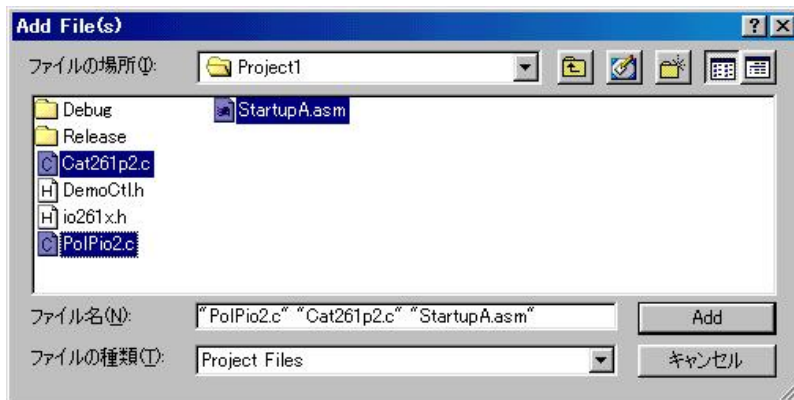 Add File(s)
ファイルの場所(I): Project1
Debug StartupA.asm
Release
Cat261p2.c
DemoCtl.h
io261x.h
PolPio2.c
ファイル名(N): "PolPio2.c" "Cat261p2.c" "StartupA.asm" Add
ファイルの種類(T): Project Files キャンセル